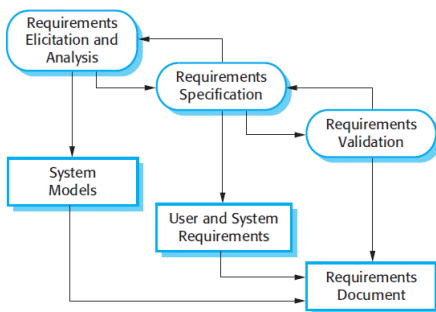 Requirements
Elicitation and
Analysis
Requirements
Specification
Requirements
Validation
System
Models
User and System
Requirements
Requirements
Document